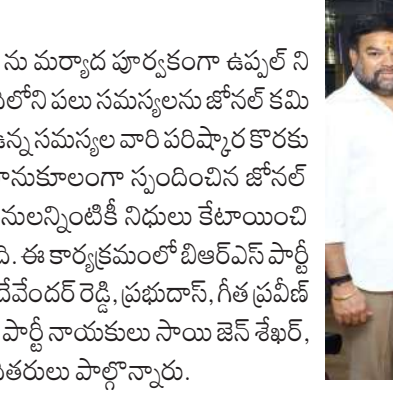 ను మర్యాద పూర్వకంగా ఉప్పల్ ని
లోని పలు సమస్యలను జోనల్ కమి
ఉన్న సమస్యల వారి పరిష్కార కొరకు
ానుకూలంగా స్పందించిన జోనల్
నులన్నింటికీ నిధులు కేటాయించి
ది. ఈ కార్యక్రమంలో బిఆర్ఎస్ పార్టీ
దేవేందర్ రెడ్డి, ప్రభుదాస్, గీత ప్రవీణ్
పార్టీ నాయకులు సాయి జెన్ శేఖర్,
ితరులు పాల్గొన్నారు.